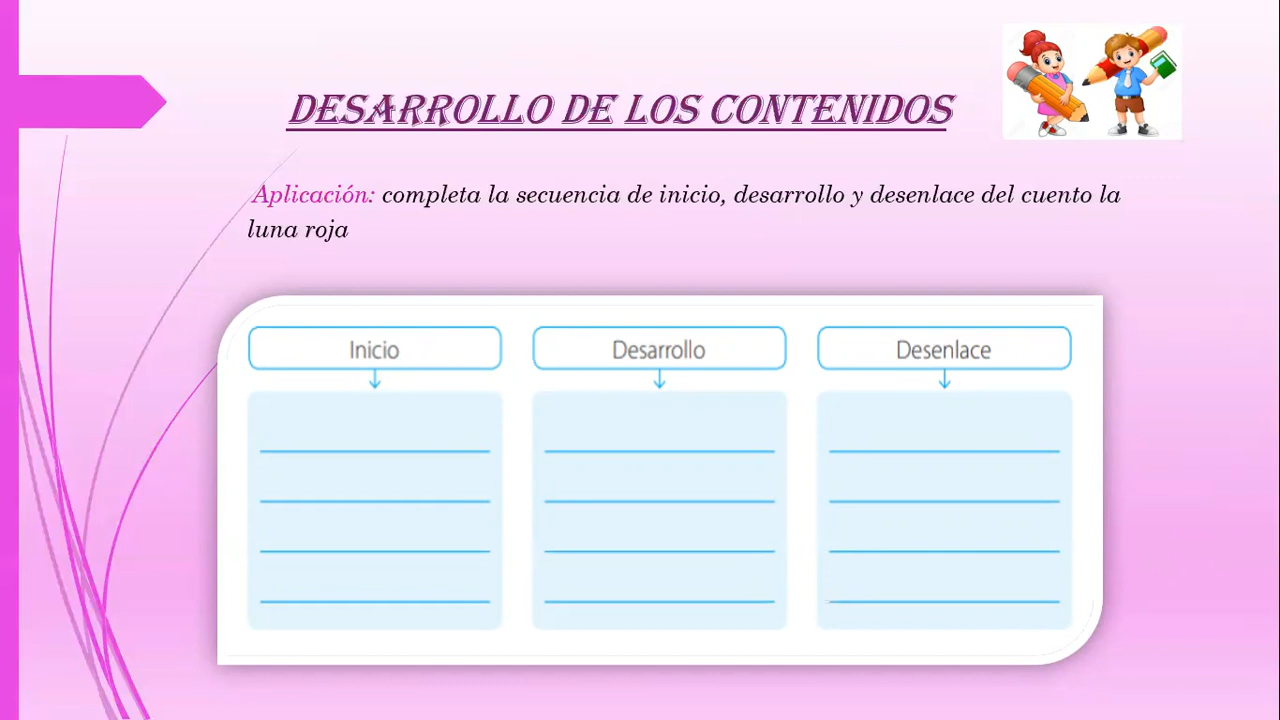 DESARROLLO DE LOS CONTENIDOS
Aplicación: completa la secuencia de inicio, desarrollo y desenlace del cuento la
luna roja
Inicio
Desarrollo
Desenlace